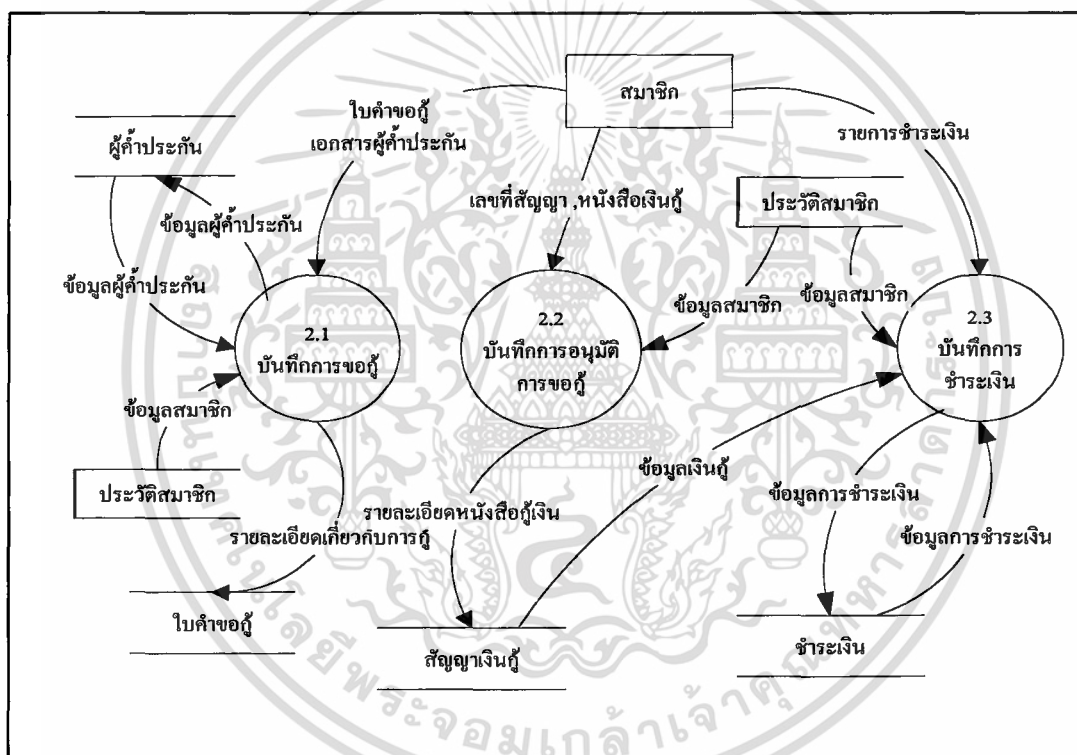 สมาชิก
ใบคำขอกู้
เอกสารผู้ค้ำประกัน
รายการชำระเงิน
ผู้ค้ำประกัน
เลขที่สัญญา ,หนังสือเงินกู้
ประวัติสมาชิก
ข้อมูลผู้ค้ำประกัน
ข้อมูลผู้ค้ำประกัน
ข้อมูลสมาชิก
ข้อมูลสมาชิก
2.1
บันทึกการขอกู้
2.2
บันทึกการอนุมัติ
การขอกู้
2.3
บันทึกการ
ชำระเงิน
ข้อมูลสมาชิก
ข้อมูลเงินกู้
ประวัติสมาชิก
ข้อมูลการชำระเงิน
รายละเอียดหนังสือกู้เงิน
รายละเอียดเกี่ยวกับการกู้
ข้อมูลการชำระเงิน
ใบคำขอกู้
สัญญาเงินกู้
ชำระเงิน